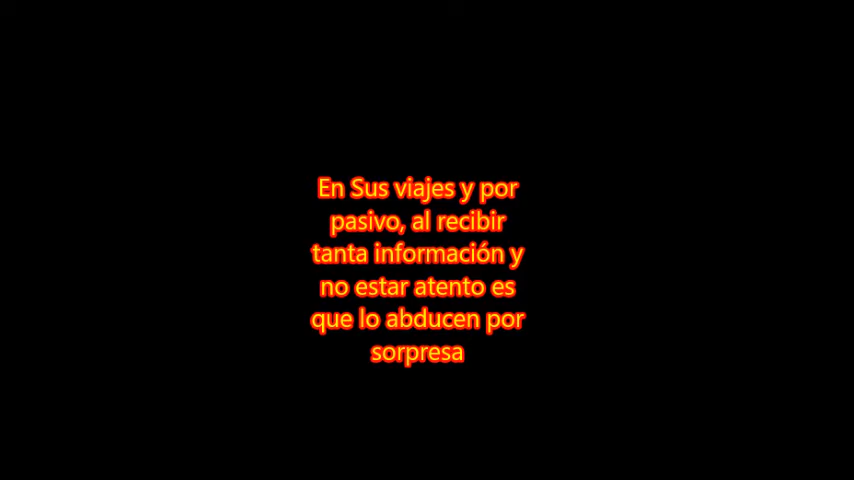 En Sus viajes y por
pasivo, al recibir
tanta información y
no estar atento es
que lo abducen por
sorpresa